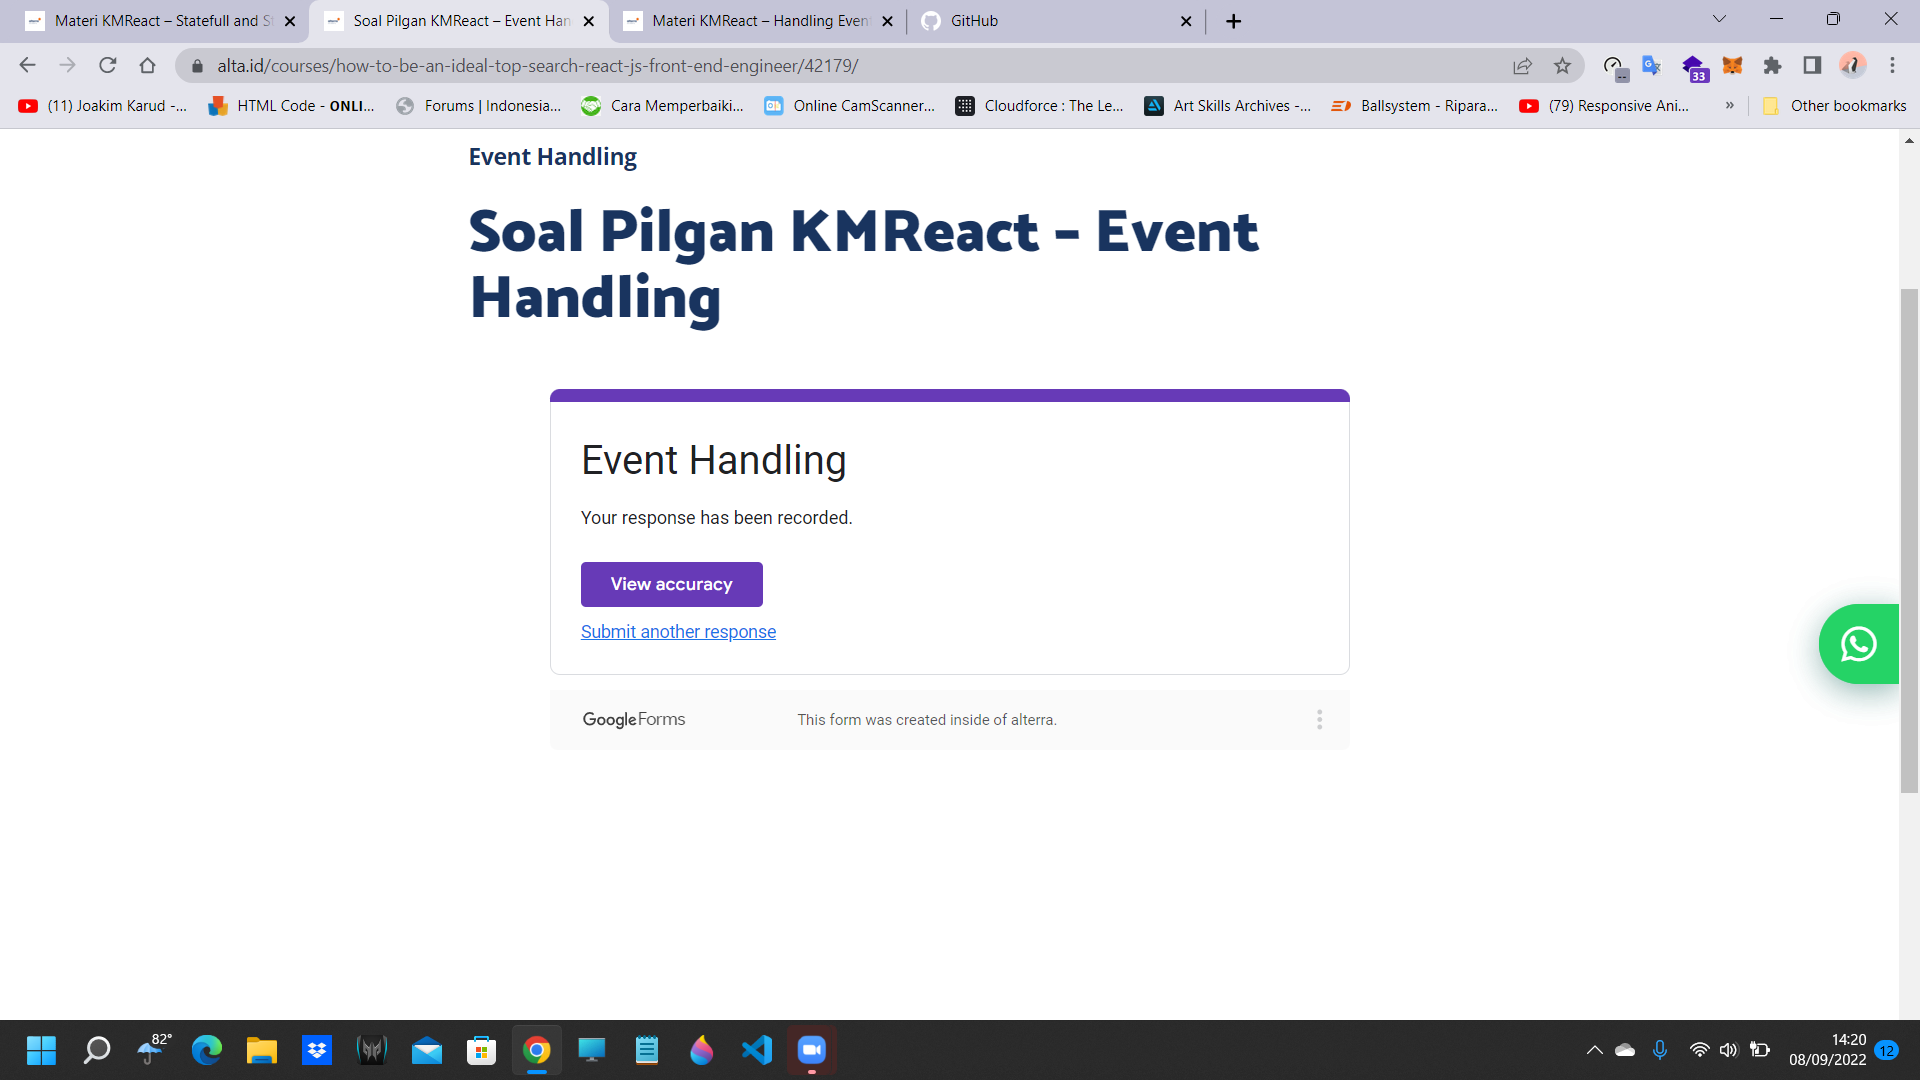 Materi KMReact – Statefull and St
Soal Pilgan KMReact – Event Han
Materi KMReact – Handling Even
GitHub
alta.id/courses/how-to-be-an-ideal-top-search-react-js-front-end-engineer/42179/
33
(11) Joakim Karud -...
HTML Code - ONLI...
Forums | Indonesia...
Cara Memperbaiki...
Online CamScanner...
Cloudforce : The Le...
Art Skills Archives -...
Ballsystem - Ripara...
(79) Responsive Ani...
»
Other bookmarks
Event Handling
Soal Pilgan KMReact – Event
Handling
Event Handling
Your response has been recorded.
View accuracy
Submit another response
Google Forms
This form was created inside of alterra.
82°
14:20
08/09/2022
12